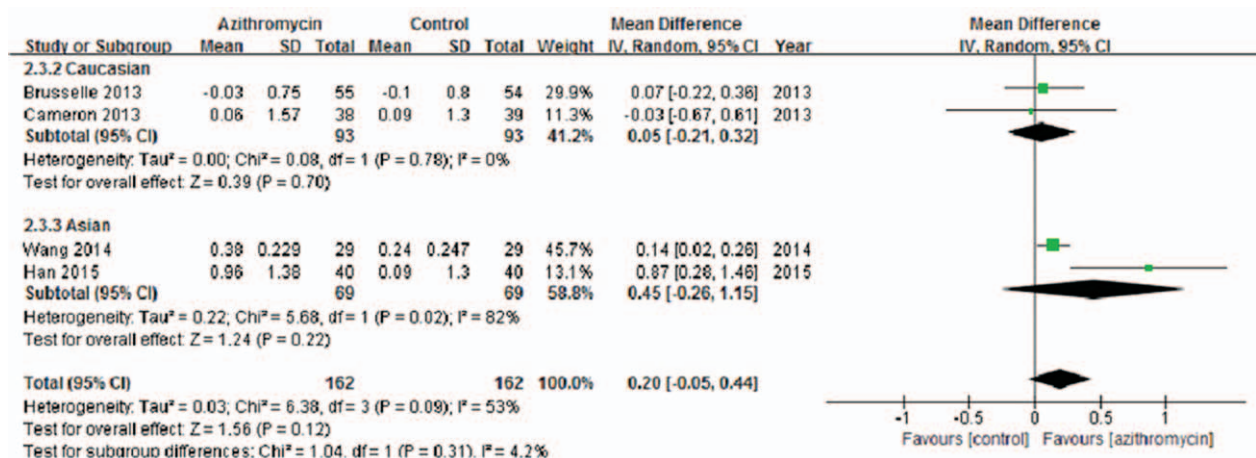 Azithromycin Control Mean Difference Mean Difference
Study or Subgroup Mean SD Total Mean SD Total Weight IV, Random, 95% CI Year IV, Random, 95% CI
2.3.2 Caucasian
Brusselle 2013 -0.03 0.75 55 -0.1 0.8 54 29.9% 0.07 [-0.22, 0.36] 2013
Cameron 2013 0.06 1.57 38 0.09 1.3 39 11.3% -0.03 [-0.67, 0.61] 2013
Subtotal (95% CI) 93 93 41.2% 0.05 [-0.21, 0.32]
Heterogeneity: Tau² = 0.00; Chi² = 0.08, df = 1 (P = 0.78); I² = 0%
Test for overall effect: Z = 0.39 (P = 0.70)
2.3.3 Asian
Wang 2014 0.38 0.229 29 0.24 0.247 29 45.7% 0.14 [0.02, 0.26] 2014
Han 2015 0.96 1.38 40 0.09 1.3 40 13.1% 0.87 [0.28, 1.46] 2015
Subtotal (95% CI) 69 69 58.8% 0.45 [-0.26, 1.15]
Heterogeneity: Tau² = 0.22; Chi² = 5.68, df = 1 (P = 0.02); I² = 82%
Test for overall effect: Z = 1.24 (P = 0.22)
Total (95% CI) 162 162 100.0% 0.20 [-0.05, 0.44]
Heterogeneity: Tau² = 0.03; Chi² = 6.38, df = 3 (P = 0.09); I² = 53%
Test for overall effect: Z = 1.56 (P = 0.12)
Test for subgroup differences: Chi² = 1.04, df = 1 (P = 0.31), I² = 4.2%
-1 -0.5 0 0.5 1
Favours [control] Favours [azithromycin]